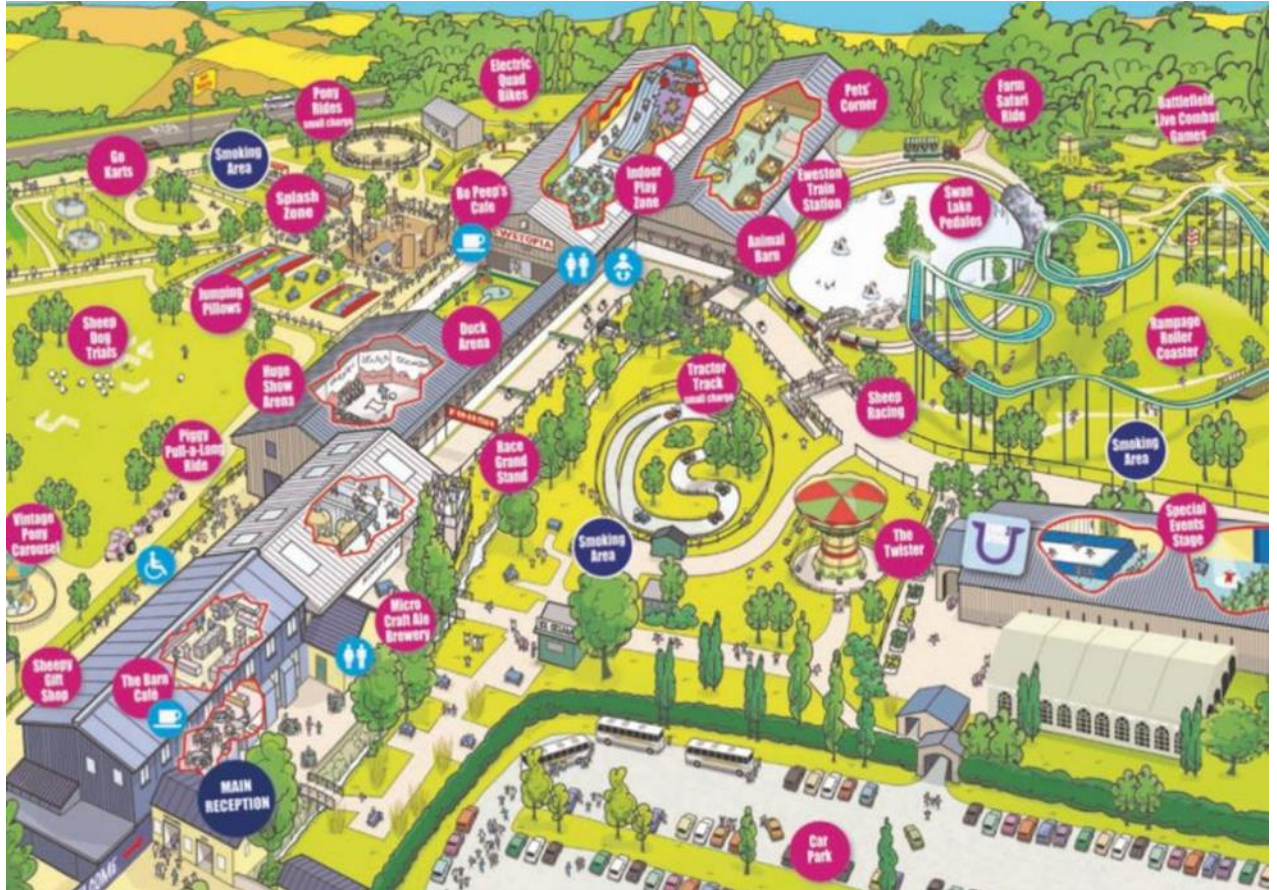 Electric
Quad
Bikes
Pony
Rides
small charge
Pets'
Corner
Farm
Safari
Ride
Battlefield
Live Combat
Games
Go
Karts
Smoking
Area
Splash
Zone
Bo Peep's
Cafe
Indoor
Play
Zone
Eweston
Train
Station
Swan
Lake
Pedalos
Animal
Barn
EWETOPIA
Jumping
Pillows
Sheep
Dog
Trials
Duck
Arena
Huge
Show
Arena
Tractor
Track
small charge
Sheep
Racing
Rampage
Roller
Coaster
Piggy
Pull-a-Long
Ride
Race
Grand
Stand
Smoking
Area
Vintage
Pony
Carousel
Smoking
Area
The
Twister
Special
Events
Stage
Micro
Craft Ale
Brewery
Sheepy
Gift
Shop
The Barn
Café
MAIN
RECEPTION
Car
Park